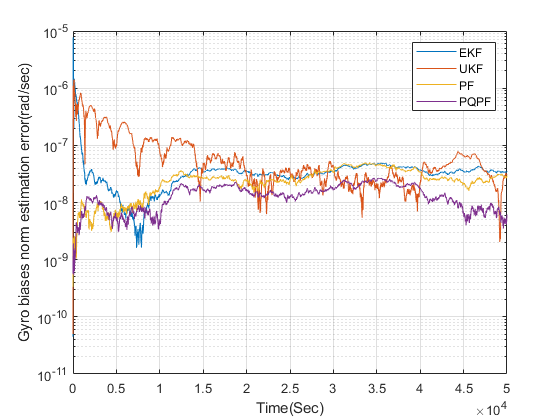 10^-5
10^-6
10^-7
10^-8
10^-9
10^-10
10^-11
Gyro biases norm estimation error(rad/sec)
EKF
UKF
PF
PQPF
0 0.5 1 1.5 2 2.5 3 3.5 4 4.5 5
Time(Sec)
×10^4